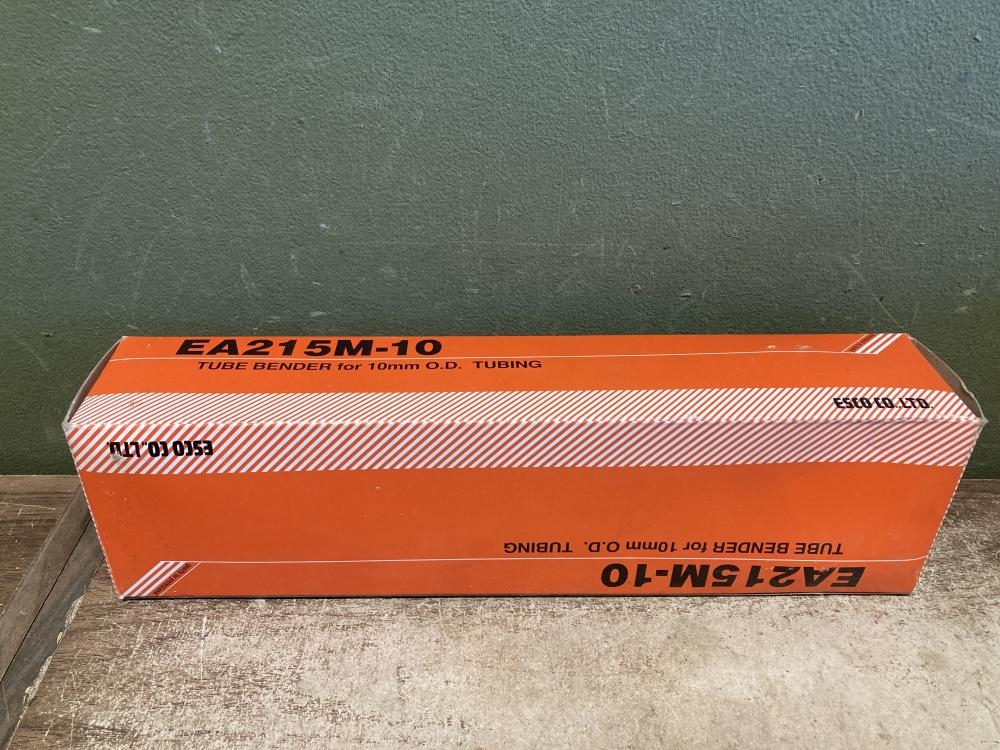 EA215M-10
TUBE BENDER for 10mm O.D. TUBING
ESCO CO.,LTD.
ESCO CO.,LTD.
TUBE BENDER for 10mm O.D. TUBING
EA215M-10